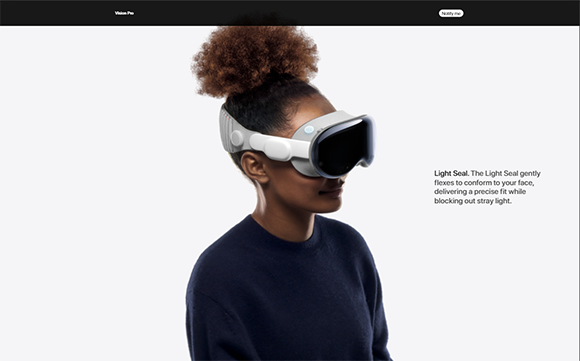 Vision Pro
Notify me
Light Seal. The Light Seal gently
flexes to conform to your face,
delivering a precise fit while
blocking out stray light.